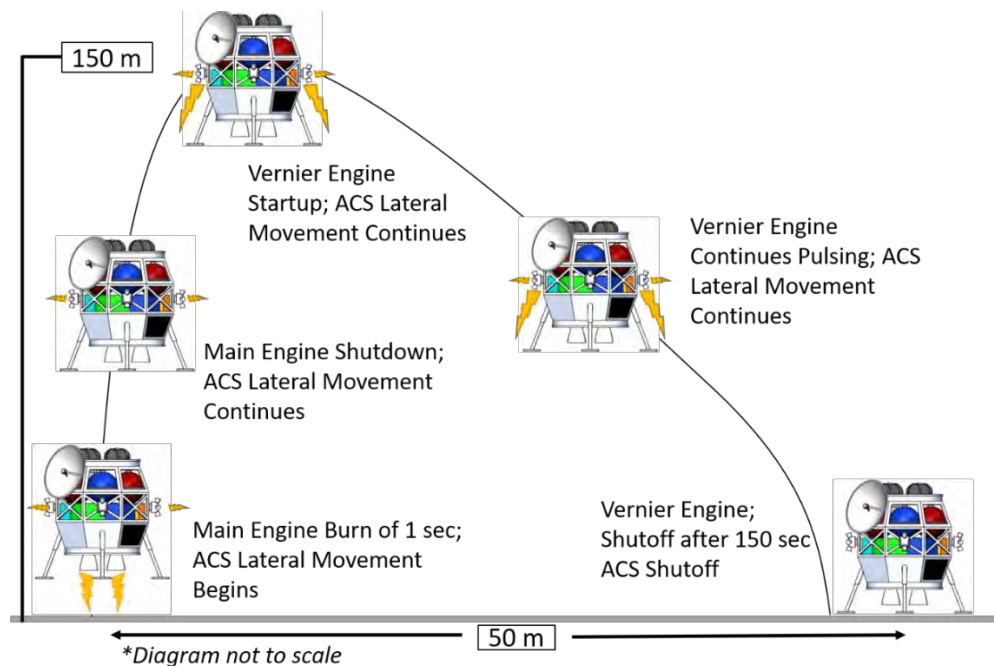 150 m
Vernier Engine
Startup; ACS Lateral
Movement Continues
Vernier Engine
Continues Pulsing; ACS
Lateral Movement
Continues
Main Engine Shutdown;
ACS Lateral Movement
Continues
Main Engine Burn of 1 sec;
ACS Lateral Movement
Begins
Vernier Engine;
Shutoff after 150 sec
ACS Shutoff
50 m
*Diagram not to scale